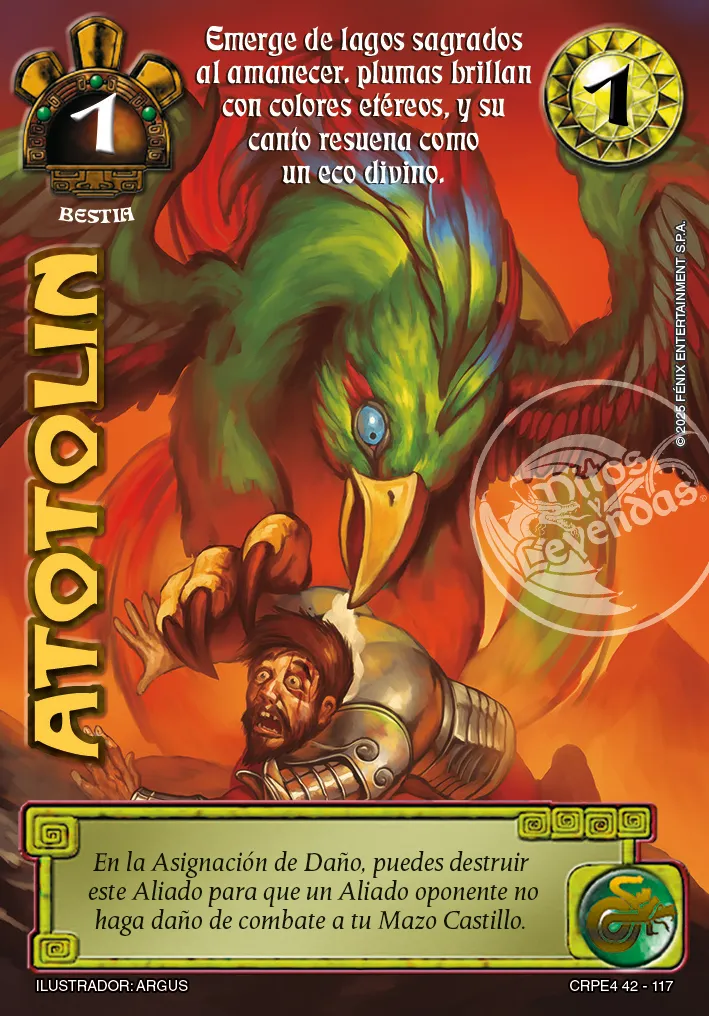 Emerge de lagos sagrados
al amanecer. plumas brillan
con colores etéreos, y su
canto resuena como
un eco divino.
1
1
BESTIA
ATOTOLIN
© 2025 FÉNIX ENTERTAINMENT S.P.A.
Mitos
y
Leyendas®
En la Asignación de Daño, puedes destruir
este Aliado para que un Aliado oponente no
haga daño de combate a tu Mazo Castillo.
ILUSTRADOR: ARGUS
CRPE4 42 - 117